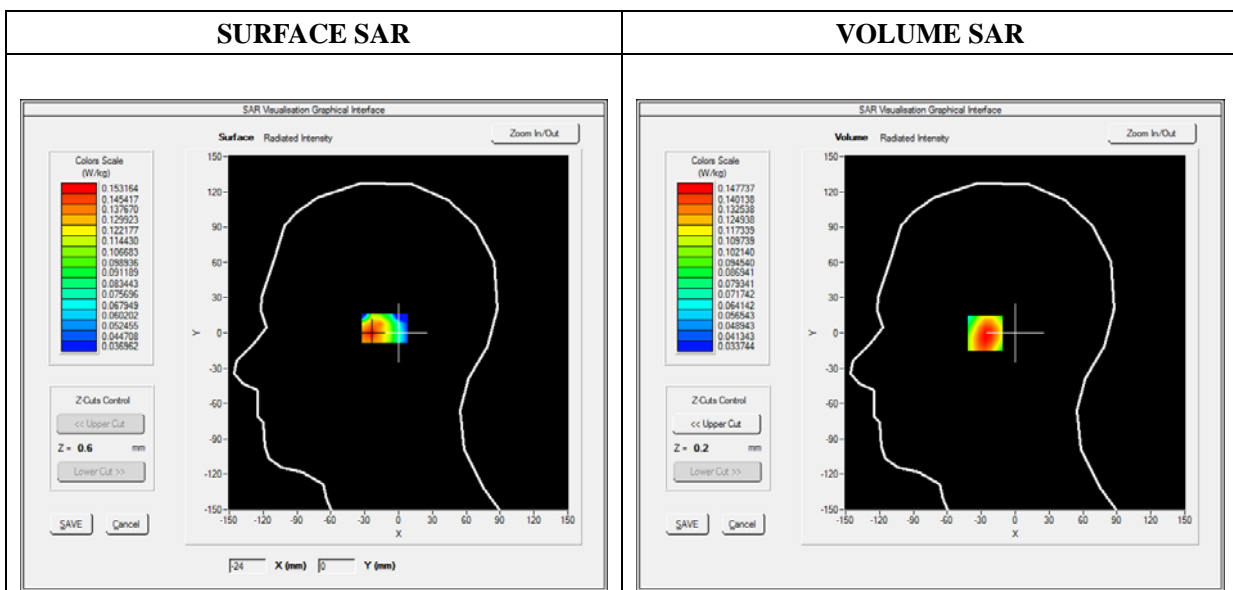 SURFACE SAR
VOLUME SAR
SAR Visualisation Graphical Interface
Surface Radiated Intensity
Zoom In/Out
Colors Scale
(W/kg)
0.153164
0.145417
0.137670
0.129923
0.122177
0.114430
0.106683
0.098936
0.091189
0.083443
0.075696
0.067949
0.060202
0.052455
0.044708
0.036962
150
120
90
60
30
0
-30
-60
-90
-120
-150
Y
-150 -120 -90 -60 -30 0 30 60 90 120 150
X
Z-Cuts Control
<< Upper Cut
Z = 0.6 mm
Lower Cut >>
SAVE Cancel
-24 X (mm) 0 Y (mm)
SAR Visualisation Graphical Interface
Volume Radiated Intensity
Zoom In/Out
Colors Scale
(W/kg)
0.147737
0.140138
0.132538
0.124938
0.117339
0.109739
0.102140
0.094540
0.086941
0.079341
0.071742
0.064142
0.056543
0.048943
0.041343
0.033744
150
120
90
60
30
0
-30
-60
-90
-120
-150
Y
-150 -120 -90 -60 -30 0 30 60 90 120 150
X
Z-Cuts Control
<< Upper Cut
Z = 0.2 mm
Lower Cut >>
SAVE Cancel